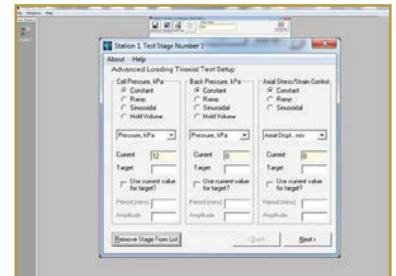 Station 1, Test Stage Number 1
About Help
Advanced Loading Triaxial Test Setup
Cell Pressure, kPa Back Pressure, kPa Axial Stress/Strain Control
Constant Constant Constant
Ramp Ramp Ramp
Sinusoidal Sinusoidal Sinusoidal
Hold Volume Hold Volume
Pressure, kPa Pressure, kPa Axial Displ., mm
Current 12 Current 0 Current 0
Target Target Target
Use current value for target? Use current value for target? Use current value for target?
Period (mins) Period (mins) Period (mins)
Amplitude Amplitude Amplitude
Remove Stage From List < Back Next >